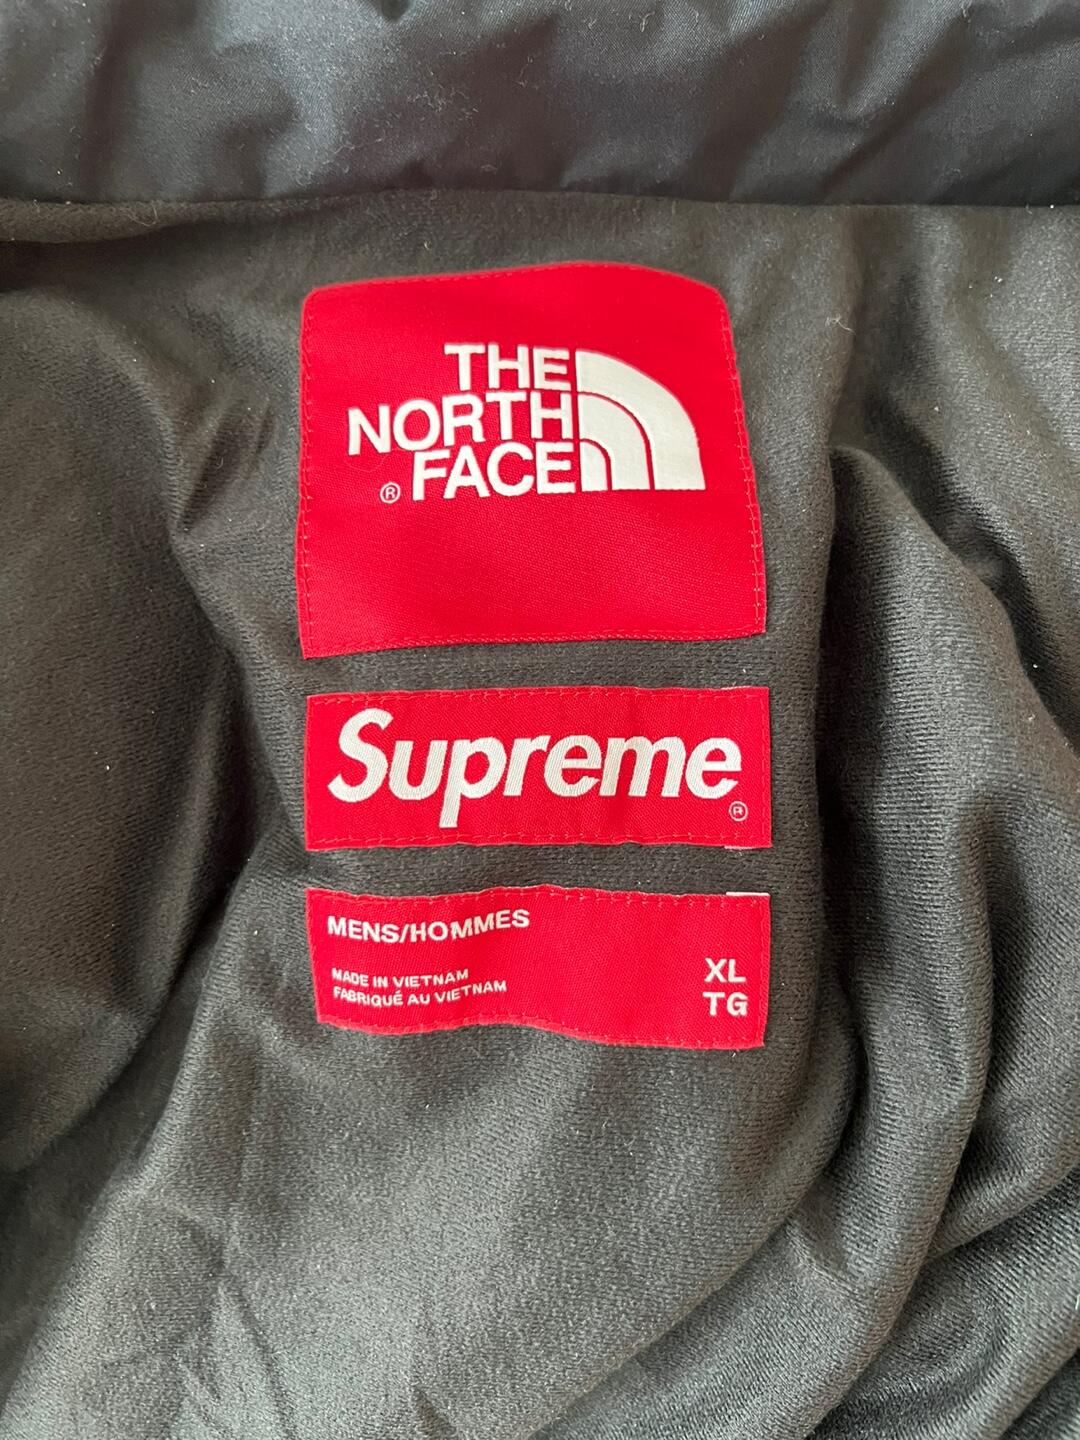 THE
NORTH
® FACE
Supreme
®
MENS/HOMMES
MADE IN VIETNAM
FABRIQUÉ AU VIETNAM
XL
TG